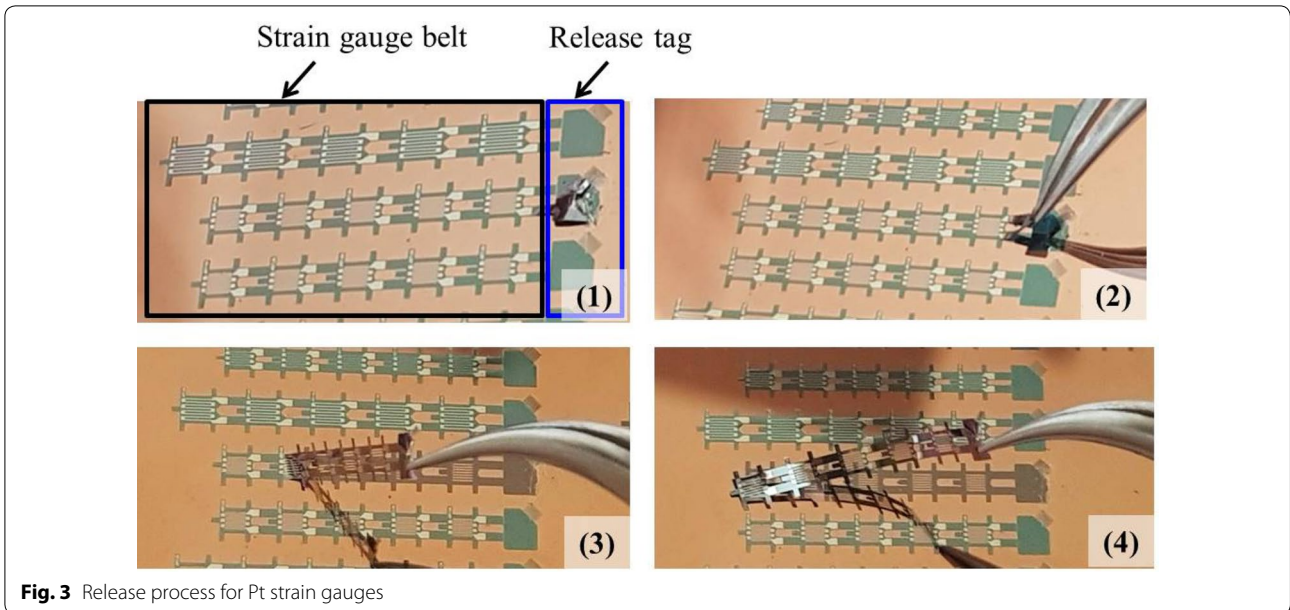 Strain gauge belt Release tag
(1) (2)
(3) (4)
Fig. 3 Release process for Pt strain gauges